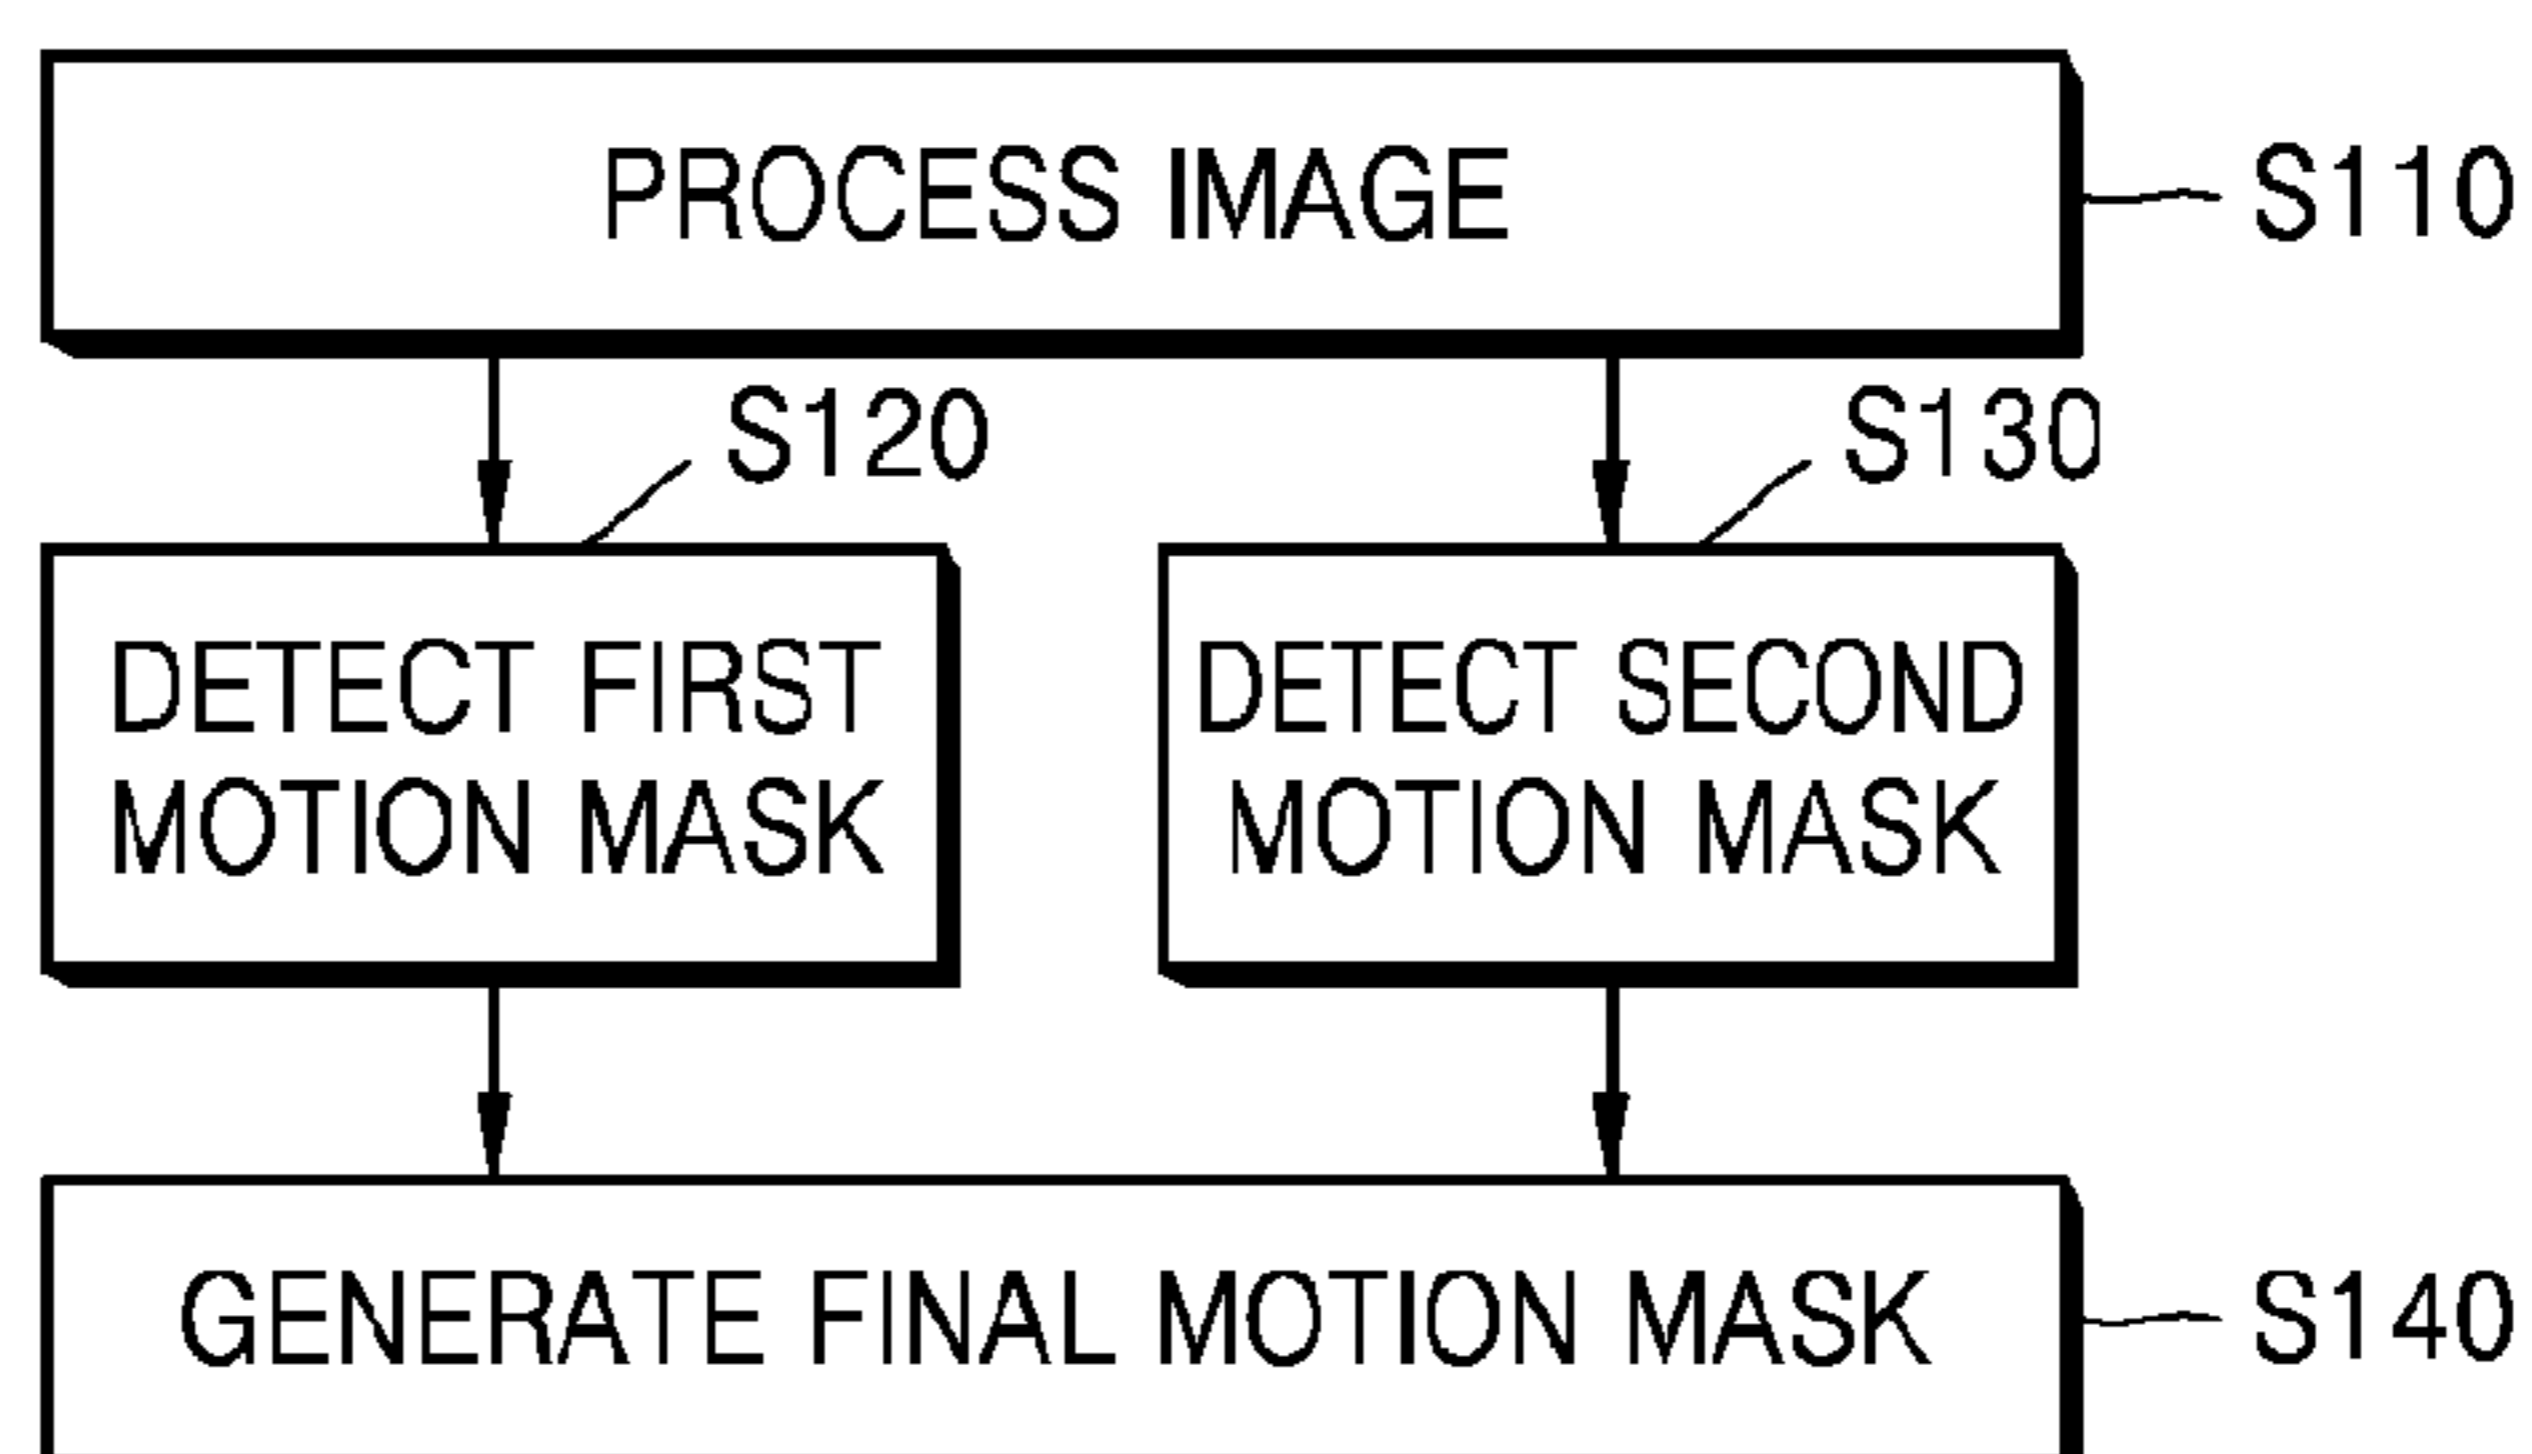 PROCESS IMAGE
S110
S120
S130
DETECT FIRST
MOTION MASK
DETECT SECOND
MOTION MASK
GENERATE FINAL MOTION MASK
S140